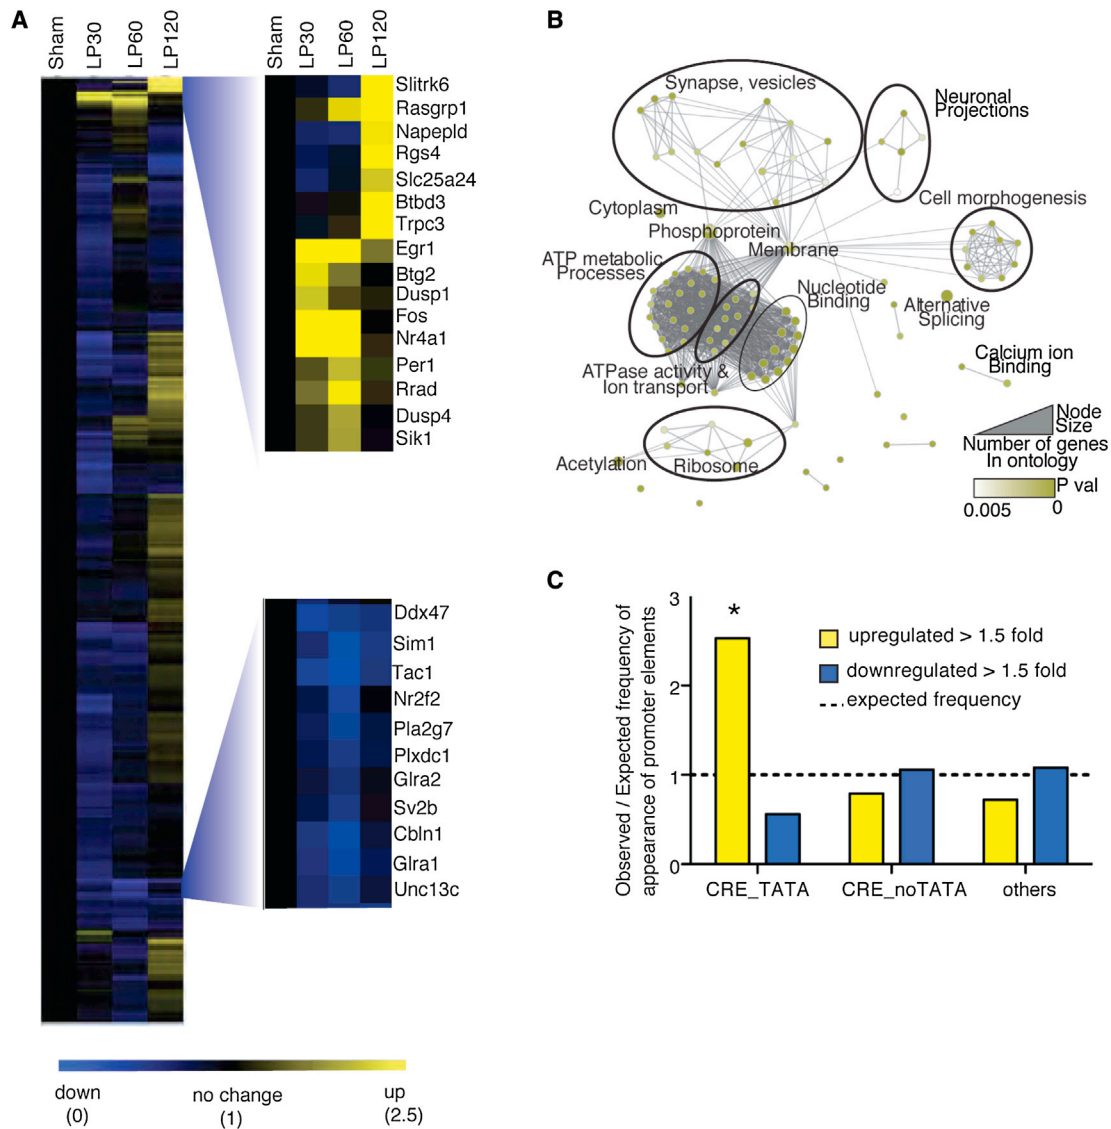 A
Sham
LP30
LP60
LP120
Sham
LP30
LP60
LP120
Slitrk6
Rasgrp1
Napepld
Rgs4
Slc25a24
Btbd3
Trpc3
Egr1
Btg2
Dusp1
Fos
Nr4a1
Per1
Rrad
Dusp4
Sik1
Ddx47
Sim1
Tac1
Nr2f2
Pla2g7
Plxdc1
Glra2
Sv2b
Cbln1
Glra1
Unc13c
down
(0)
no change
(1)
up
(2.5)
B
Synapse, vesicles
Neuronal
Projections
Cell morphogenesis
Cytoplasm
Phosphoprotein
Membrane
ATP metabolic
Processes
Nucleotide
Binding
Alternative
Splicing
ATPase activity &
Ion transport
Calcium ion
Binding
Acetylation
Ribosome
Node
Size
Number of genes
In ontology
P val
0.005
0
C
Observed / Expected frequency of
appearance of promoter elements
3
2
1
0
*
upregulated > 1.5 fold
downregulated > 1.5 fold
expected frequency
CRE_TATA
CRE_noTATA
others